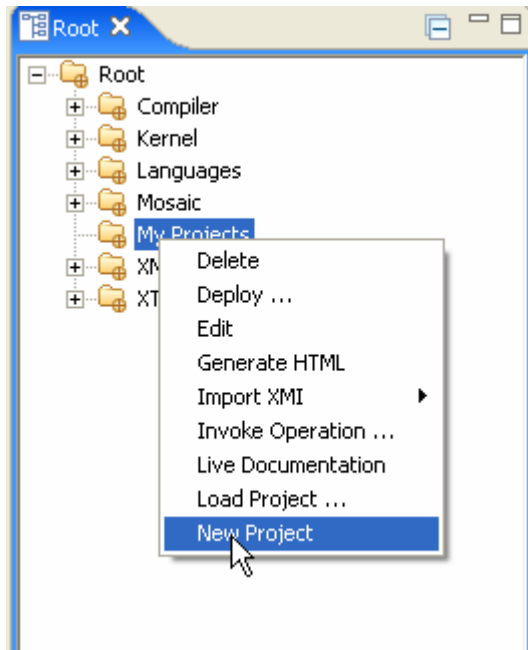 Root
Root
Compiler
Kernel
Languages
Mosaic
My Projects
Delete
Deploy ...
Edit
Generate HTML
Import XMI
Invoke Operation ...
Live Documentation
Load Project ...
New Project